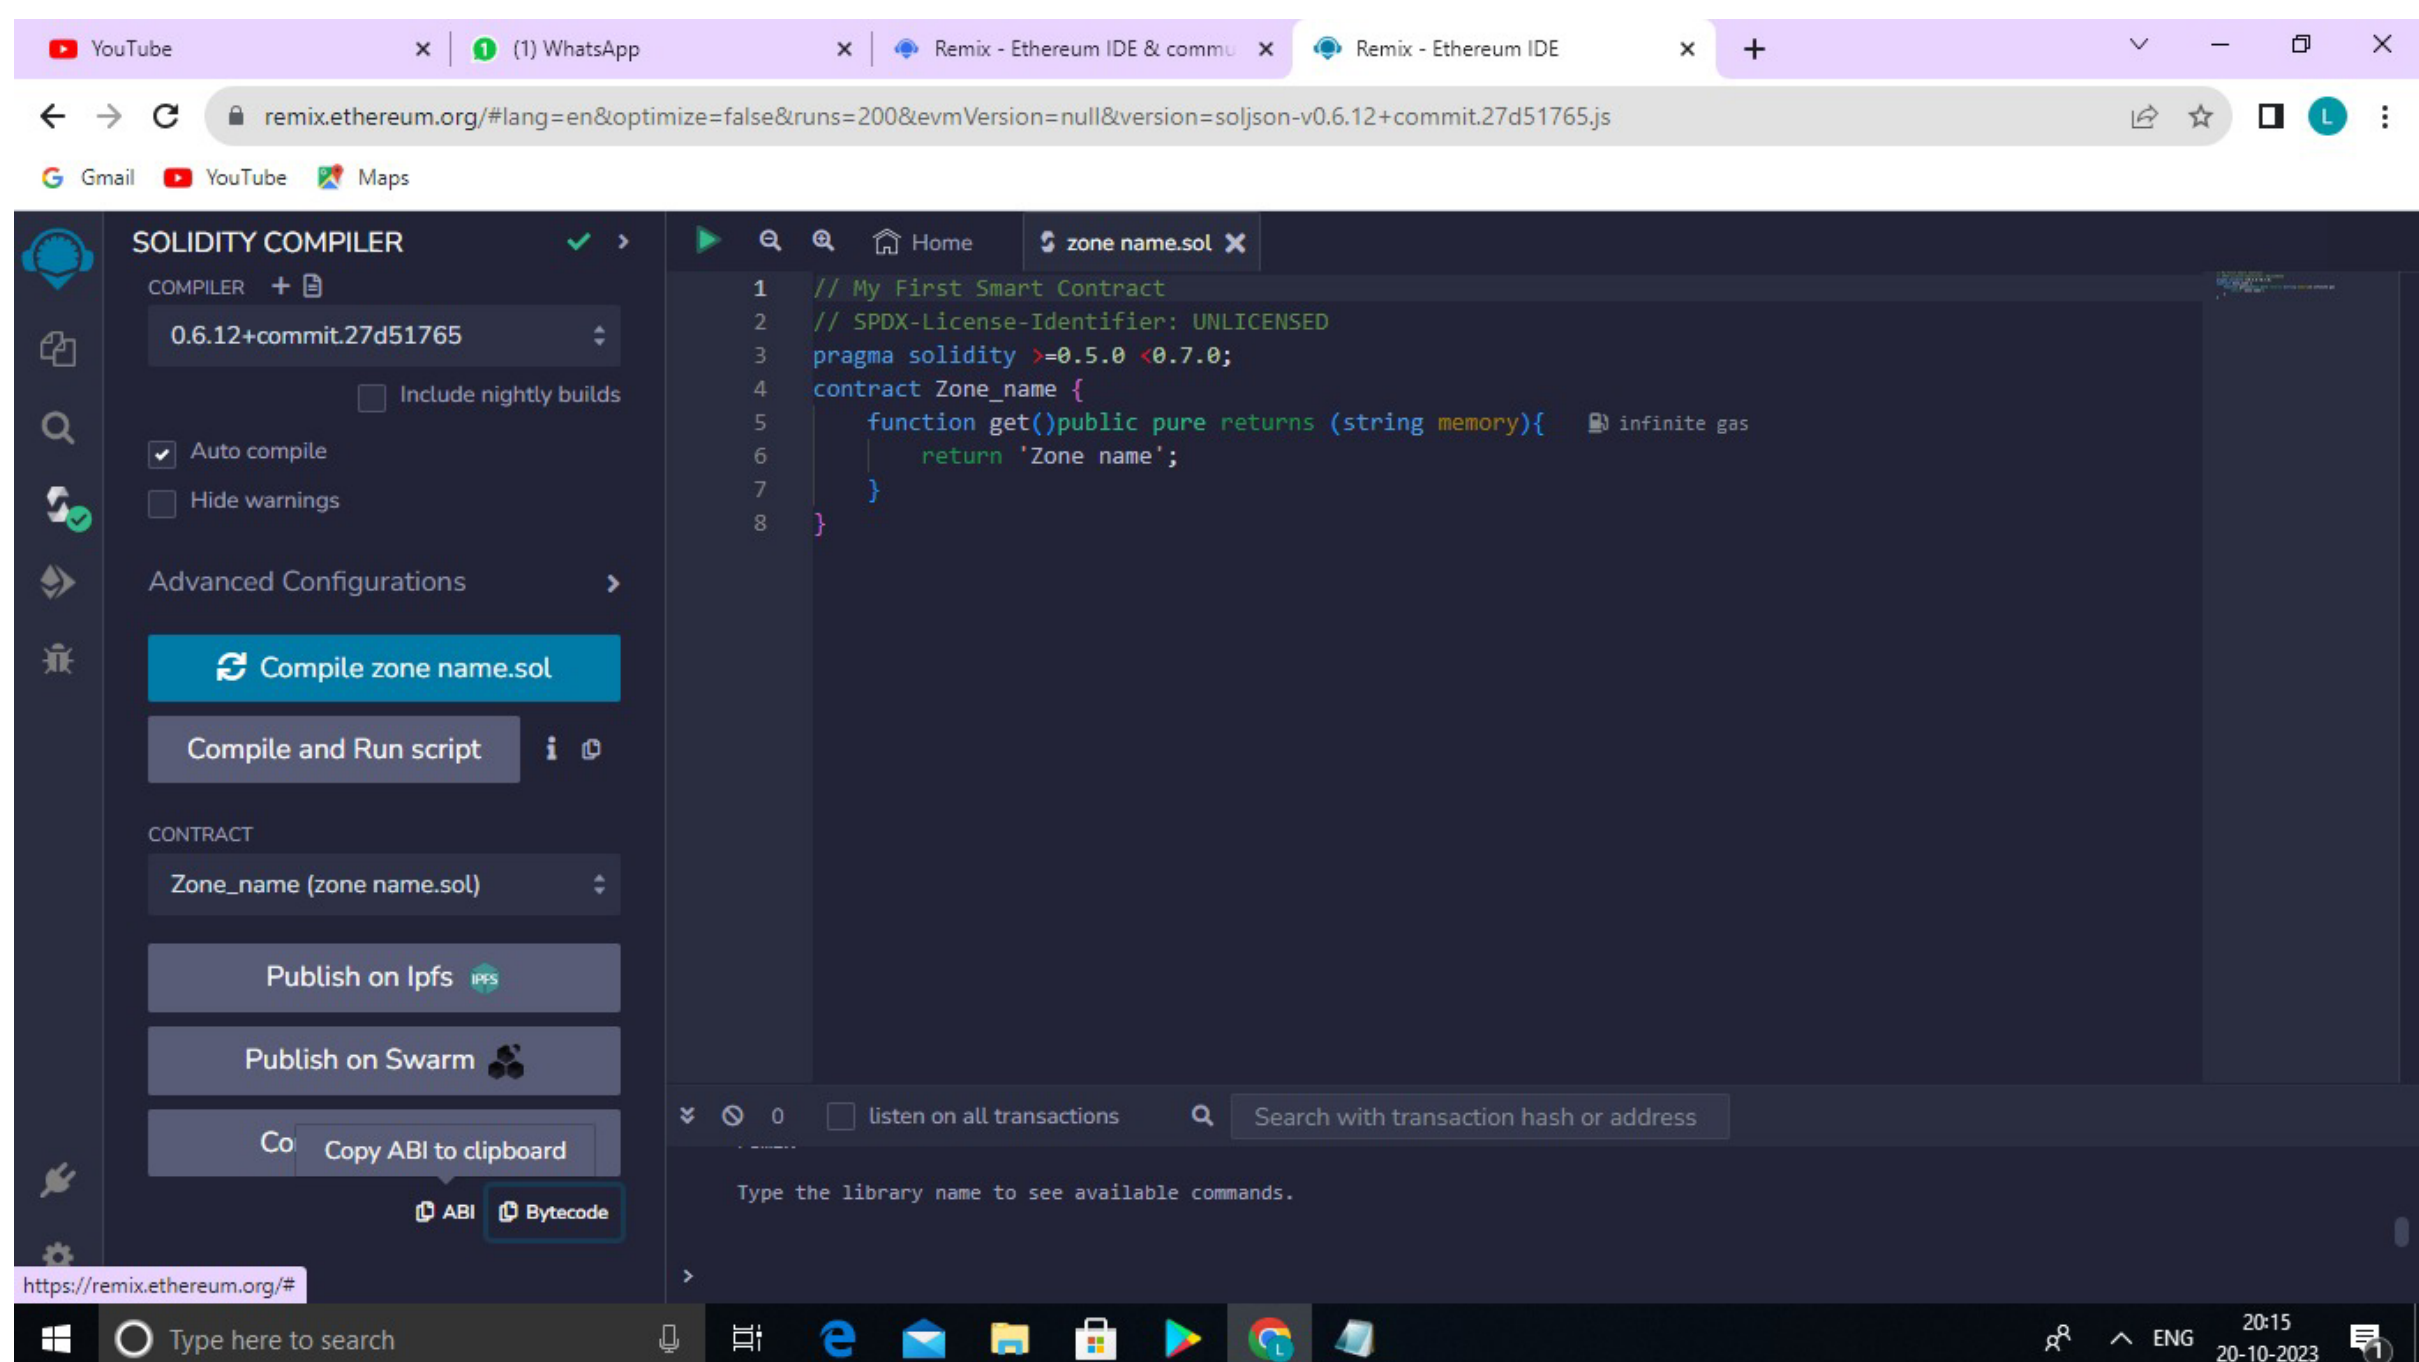 YouTube
(1) WhatsApp
Remix - Ethereum IDE & commu
Remix - Ethereum IDE
remix.ethereum.org/#lang=en&optimize=false&runs=200&evmVersion=null&version=soljson-v0.6.12+commit.27d51765.js
L
Gmail
YouTube
Maps
SOLIDITY COMPILER
COMPILER
0.6.12+commit.27d51765
Include nightly builds
Auto compile
Hide warnings
Advanced Configurations
Compile zone name.sol
Compile and Run script
CONTRACT
Zone_name (zone name.sol)
Publish on Ipfs
IPFS
Publish on Swarm
Copy ABI to clipboard
ABI
Bytecode
https://remix.ethereum.org/#
Home
zone name.sol
1 // My First Smart Contract
2 // SPDX-License-Identifier: UNLICENSED
3 pragma solidity >=0.5.0 <0.7.0;
4 contract Zone_name {
5 function get()public pure returns (string memory){ infinite gas
6 return 'Zone name';
7 }
8 }
0
listen on all transactions
Search with transaction hash or address
Type the library name to see available commands.
>
Type here to search
ENG
20:15
20-10-2023
1